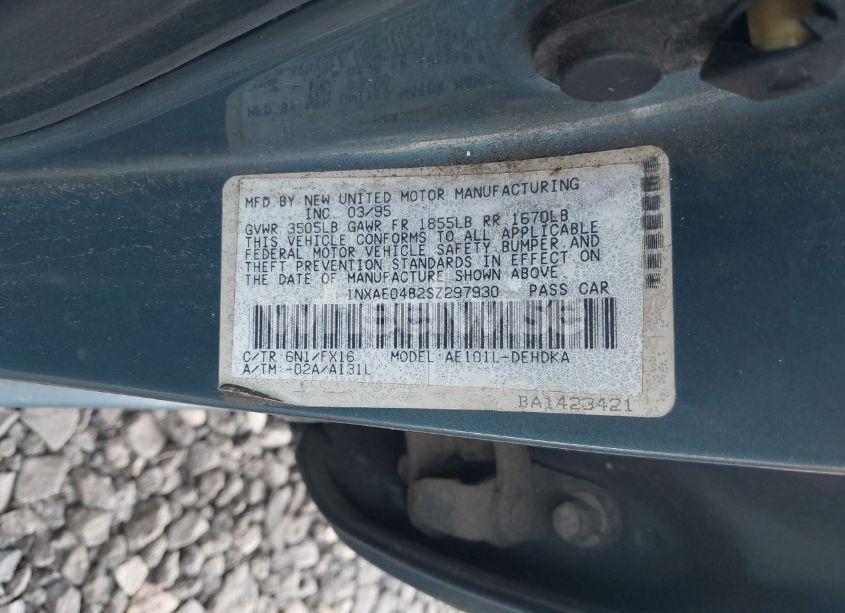 MFD BY NEW UNITED MOTOR MANUFACTURING
INC 03/95
GVWR 3505LB GAWR FR 1855LB RR 1670LB
THIS VEHICLE CONFORMS TO ALL APPLICABLE
FEDERAL MOTOR VEHICLE SAFETY, BUMPER, AND
THEFT PREVENTION STANDARDS IN EFFECT ON
THE DATE OF MANUFACTURE SHOWN ABOVE
1NXAE04B2SZ297930 PASS CAR
C/TR 6N1/FX16 MODEL AE101L-DEHDKA
A/TM -02A/A131L
BA1423421